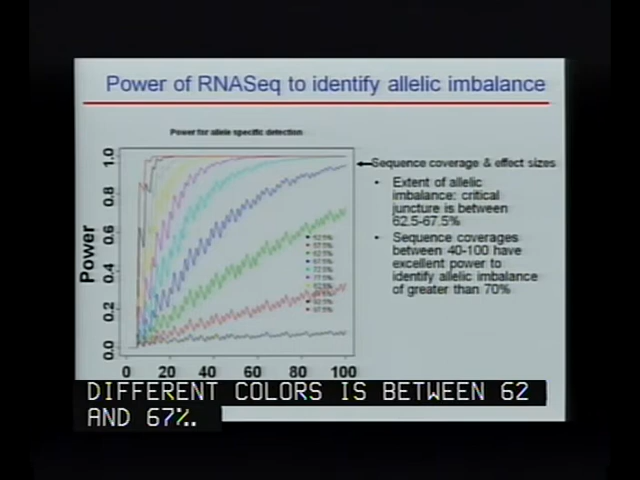 Power of RNASeq to identify allelic imbalance
Power for allele specific detection
Power
0.0
0.2
0.4
0.6
0.8
1.0
0 20 40 60 80 100
Sequence coverage & effect sizes
• Extent of allelic
imbalance: critical
juncture is between
62.5-67.5%
• Sequence coverages
between 40-100 have
excellent power to
identify allelic imbalance
of greater than 70%
DIFFERENT COLORS IS BETWEEN 62
AND 67%.